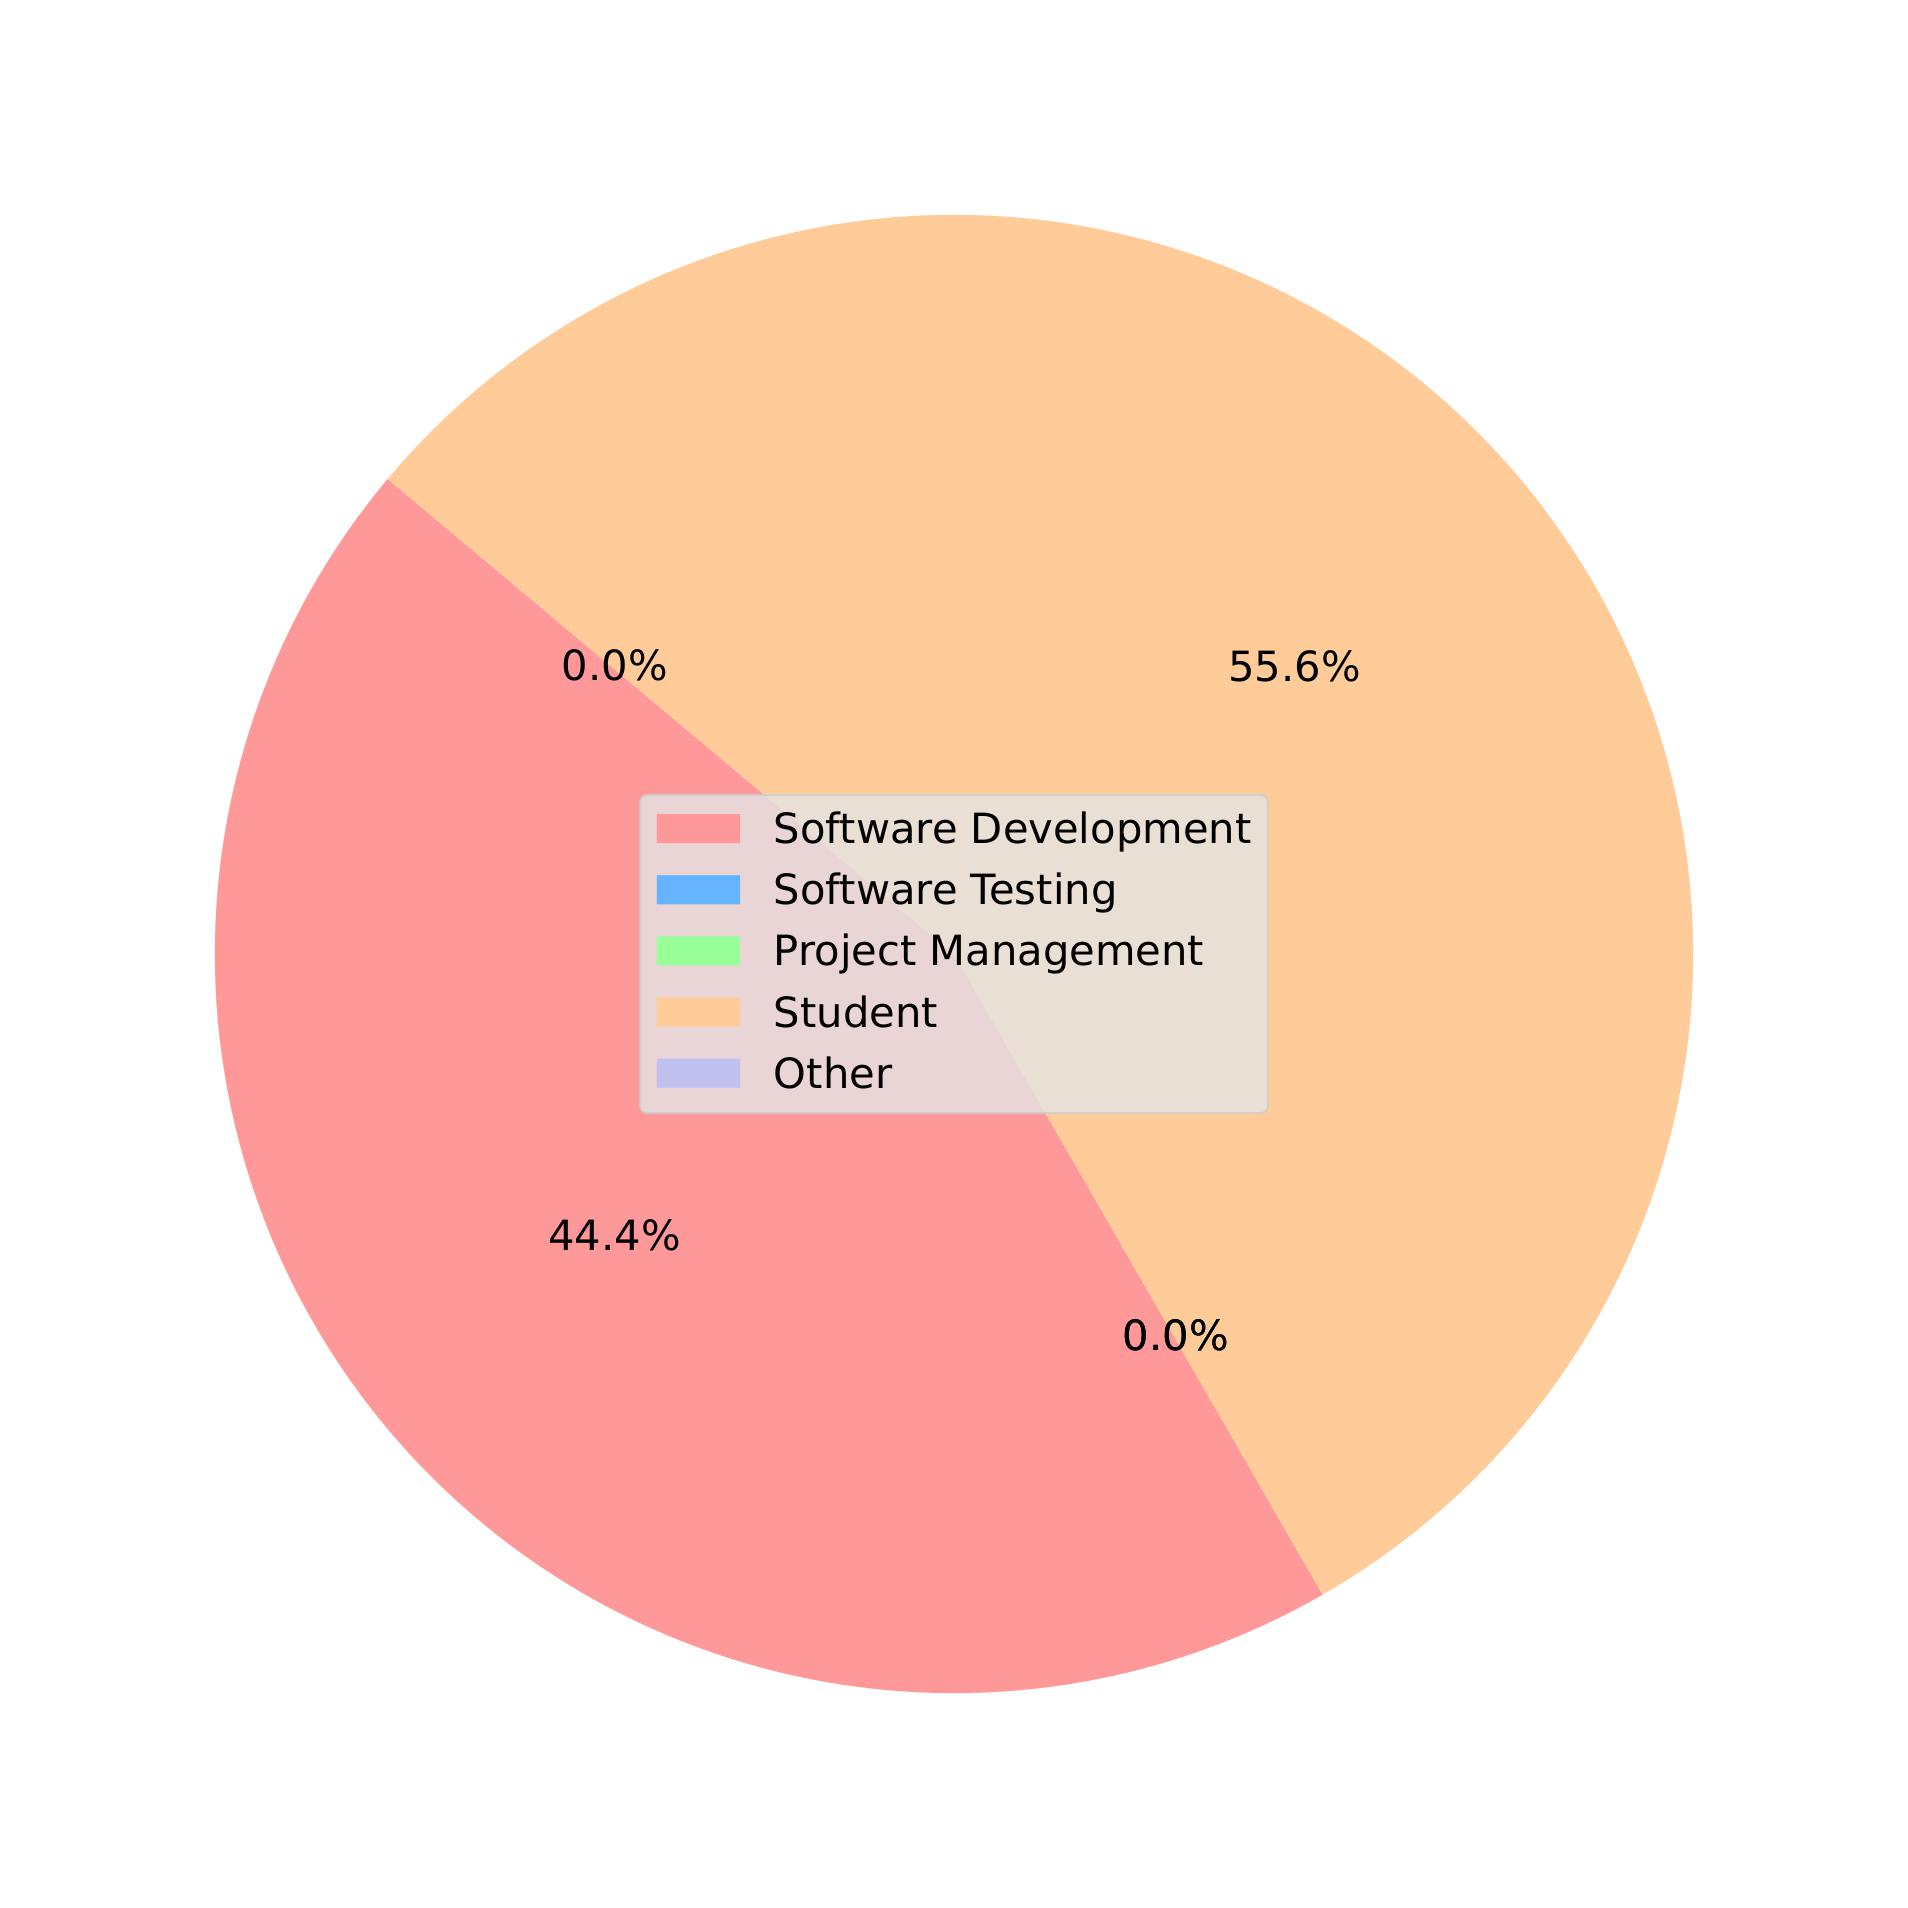 0.0%
55.6%
Software Development
Software Testing
Project Management
Student
Other
44.4%
0.0%